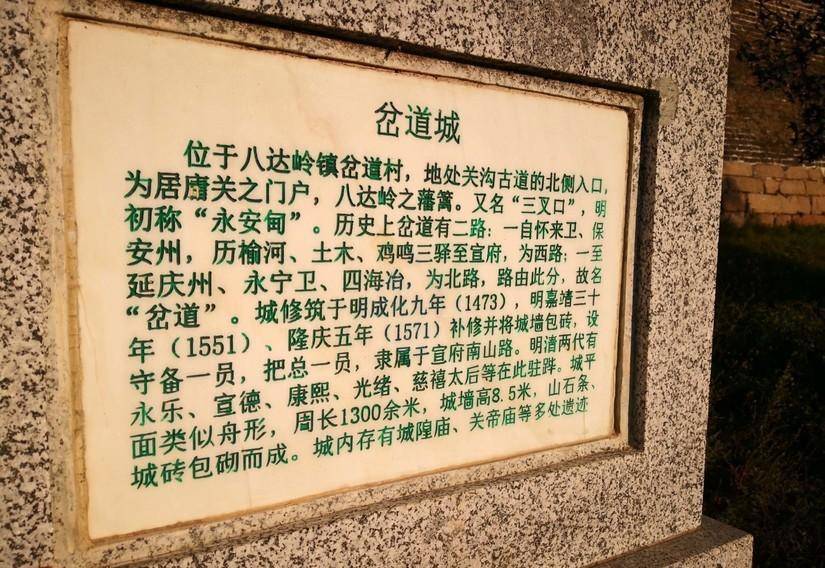 岔道城
位于八达岭镇岔道村，地处关沟古道的北侧入口，
为居庸关之门户，八达岭之藩篱。又名“三叉口”，明
初称“永安甸”。历史上岔道有二路：一自怀来卫、保
安州，历榆河、土木、鸡鸣三驿至宣府，为西路；一至
延庆州、永宁卫、四海冶，为北路，路由此分，故名
“岔道”。城修筑于明成化九年（1473），明嘉靖三十
年（1551）、隆庆五年（1571）补修并将城墙包砖，设
守备一员，把总一员，隶属于宣府南山路。明清两代有
永乐、宣德、康熙、光绪、慈禧太后等在此驻跸。城平
面类似舟形，周长1300余米，城墙高8.5米，山石条、
城砖包砌而成。城内存有城隍庙、关帝庙等多处遗迹